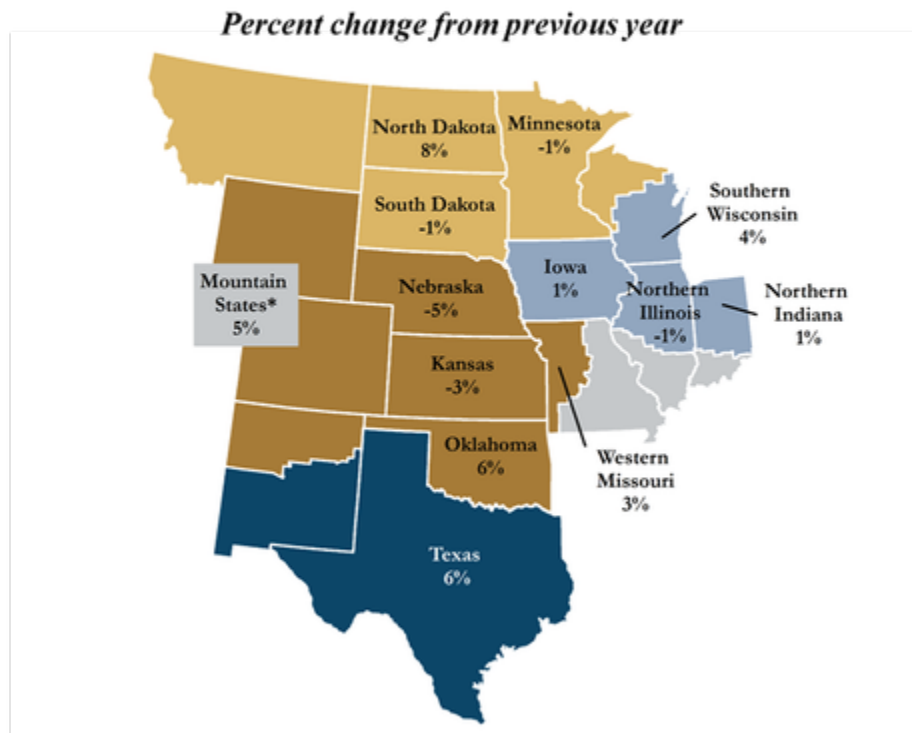 Percent change from previous year
North Dakota
8%
Minnesota
-1%
South Dakota
-1%
Southern
Wisconsin
4%
Mountain
States*
5%
Nebraska
-5%
Iowa
1%
Northern
Illinois
-1%
Northern
Indiana
1%
Kansas
-3%
Oklahoma
6%
Western
Missouri
3%
Texas
6%